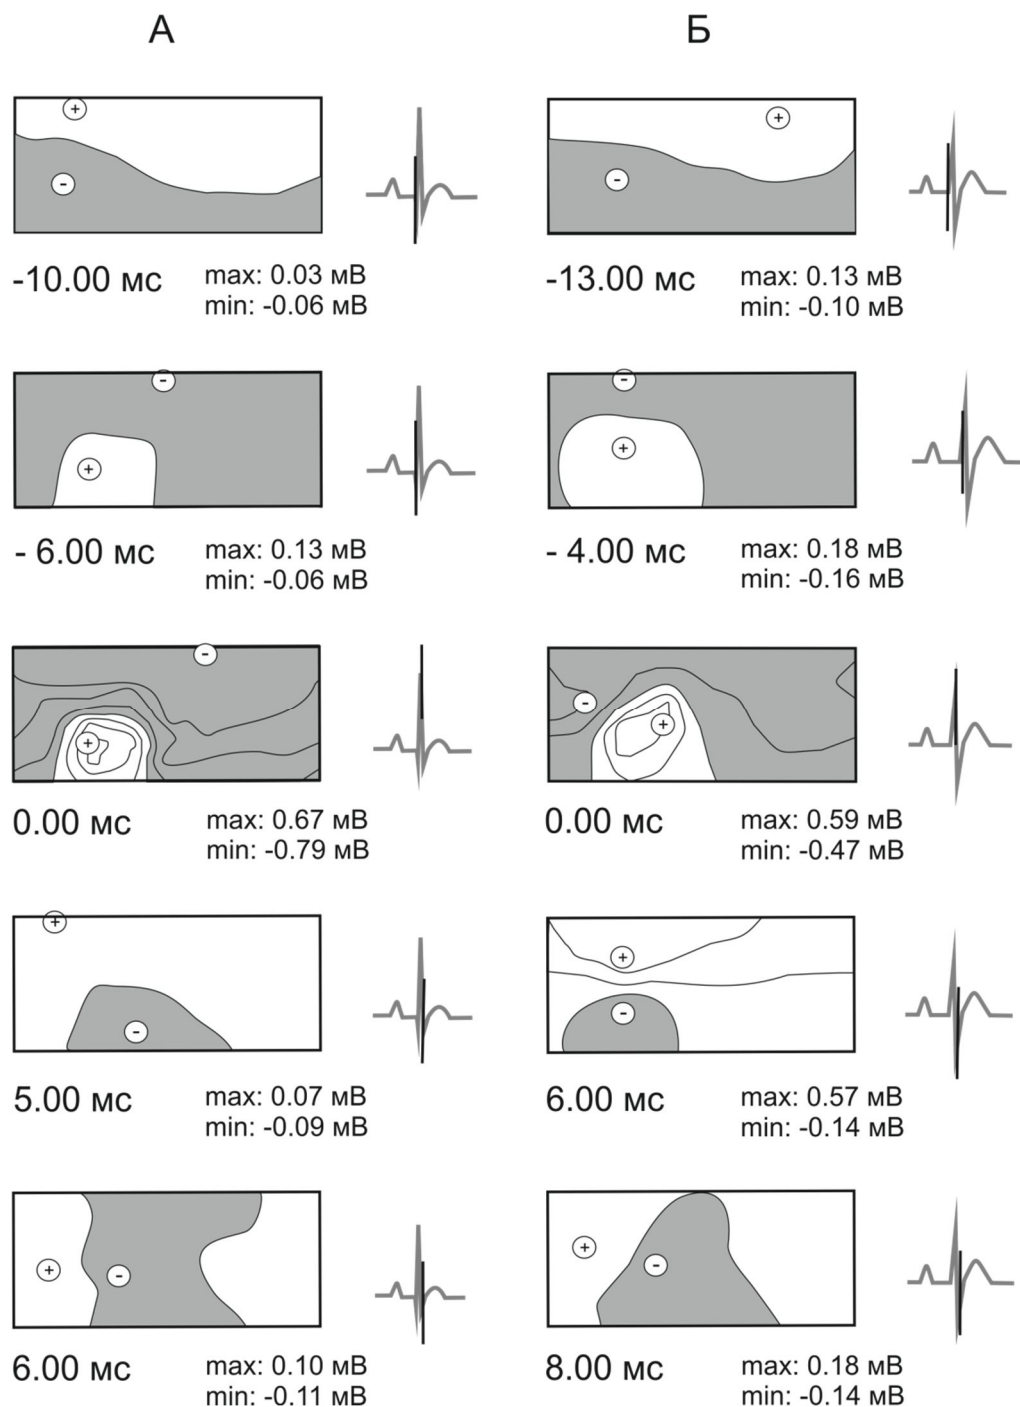 А Б
-10.00 мс max: 0.03 мВ
min: -0.06 мВ
-13.00 мс max: 0.13 мВ
min: -0.10 мВ
- 6.00 мс max: 0.13 мВ
min: -0.06 мВ
- 4.00 мс max: 0.18 мВ
min: -0.16 мВ
0.00 мс max: 0.67 мВ
min: -0.79 мВ
0.00 мс max: 0.59 мВ
min: -0.47 мВ
5.00 мс max: 0.07 мВ
min: -0.09 мВ
6.00 мс max: 0.57 мВ
min: -0.14 мВ
6.00 мс max: 0.10 мВ
min: -0.11 мВ
8.00 мс max: 0.18 мВ
min: -0.14 мВ